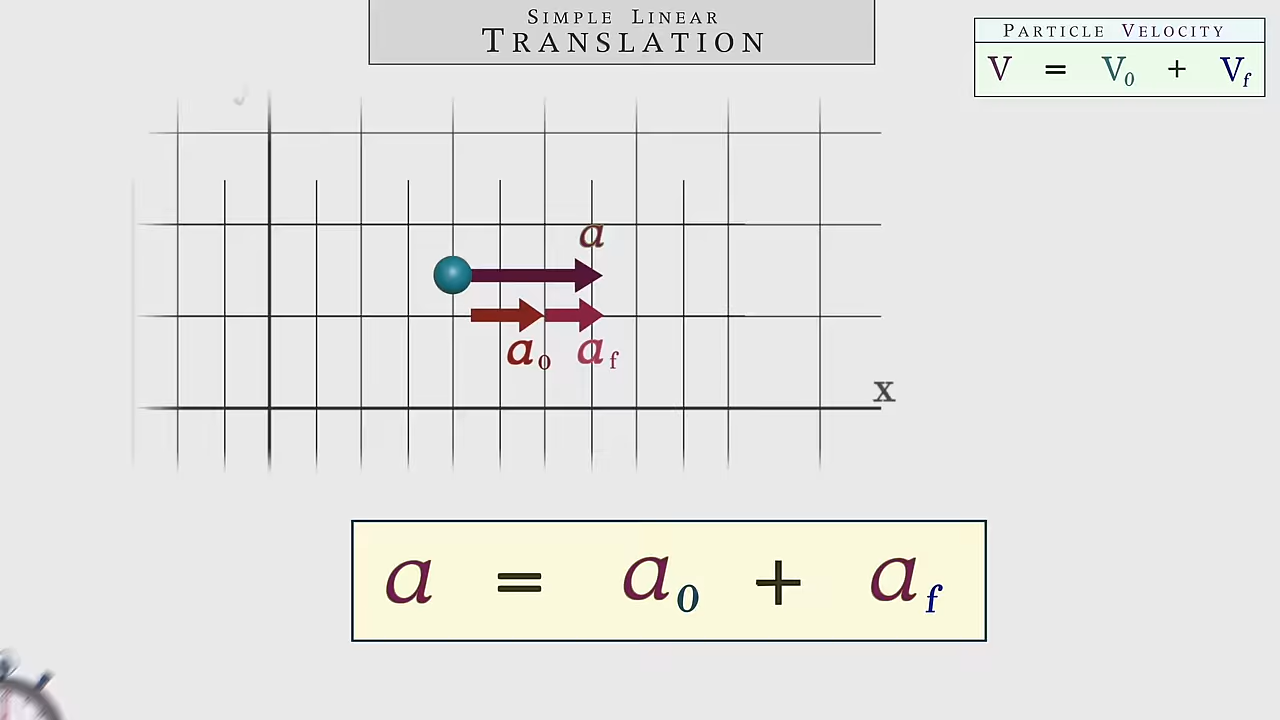 Simple Linear
Translation
Particle Velocity
V = V0 + Vf
a
a0 af
x
a = a0 + af